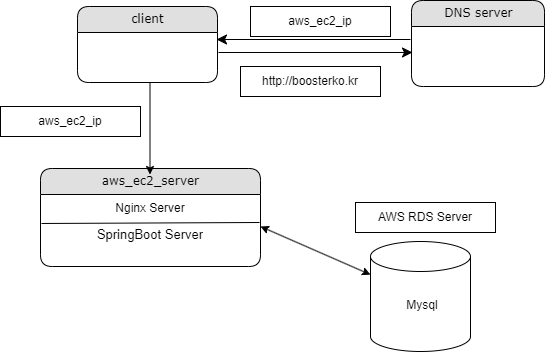 client
DNS server
aws_ec2_ip
http://boosterko.kr
aws_ec2_ip
aws_ec2_server
Nginx Server
SpringBoot Server
AWS RDS Server
Mysql